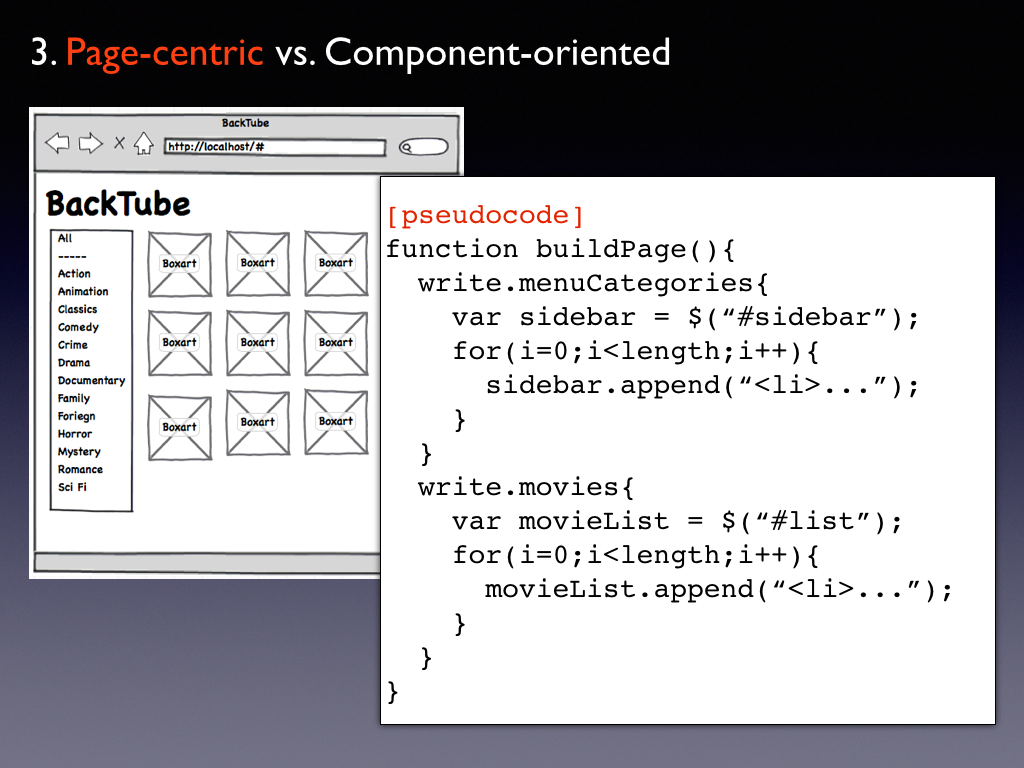 3. Page-centric vs. Component-oriented
BackTube
http://localhost/#
BackTube
All
-----
Action
Animation
Classics
Comedy
Crime
Drama
Documentary
Family
Foriegn
Horror
Mystery
Romance
Sci Fi
Boxart Boxart Boxart
Boxart Boxart Boxart
Boxart Boxart Boxart
[pseudocode]
function buildPage(){
  write.menuCategories{
    var sidebar = $(“#sidebar”);
    for(i=0;i<length;i++){
      sidebar.append(“<li>...”);
    }
  }
  write.movies{
    var movieList = $(“#list”);
    for(i=0;i<length;i++){
      movieList.append(“<li>...”);
    }
  }
}